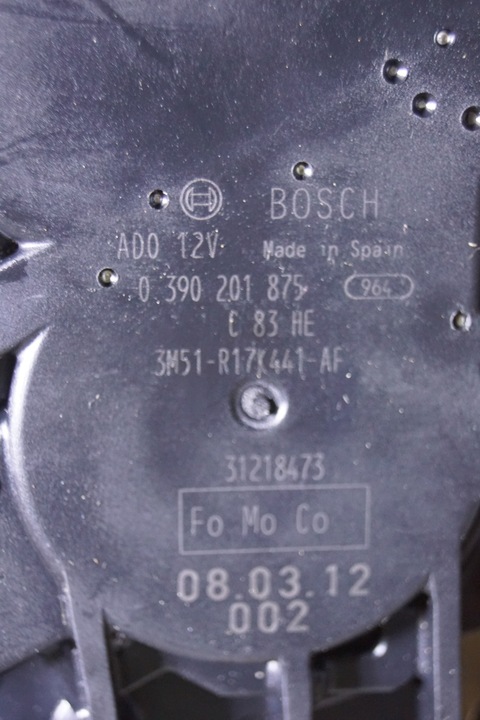 BOSCH
ADO 12V Made in Spain
0 390 201 875 964
C 83 HE
3M51-R17K441-AF
31218473
Fo Mo Co
08.03.12
002